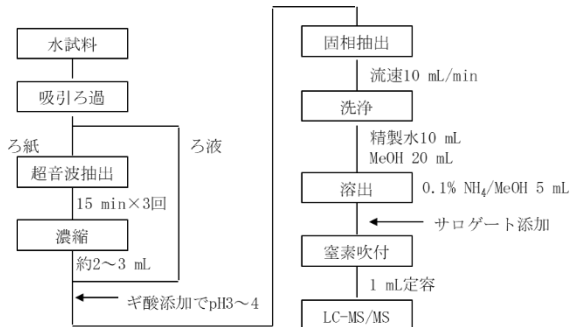 水試料
吸引ろ過
ろ紙
ろ液
超音波抽出
15 min×3回
濃縮
約2～3 mL
ギ酸添加でpH3～4
固相抽出
流速10 mL/min
洗浄
精製水10 mL
MeOH 20 mL
溶出
0.1% NH4/MeOH 5 mL
サロゲート添加
窒素吹付
1 mL定容
LC-MS/MS